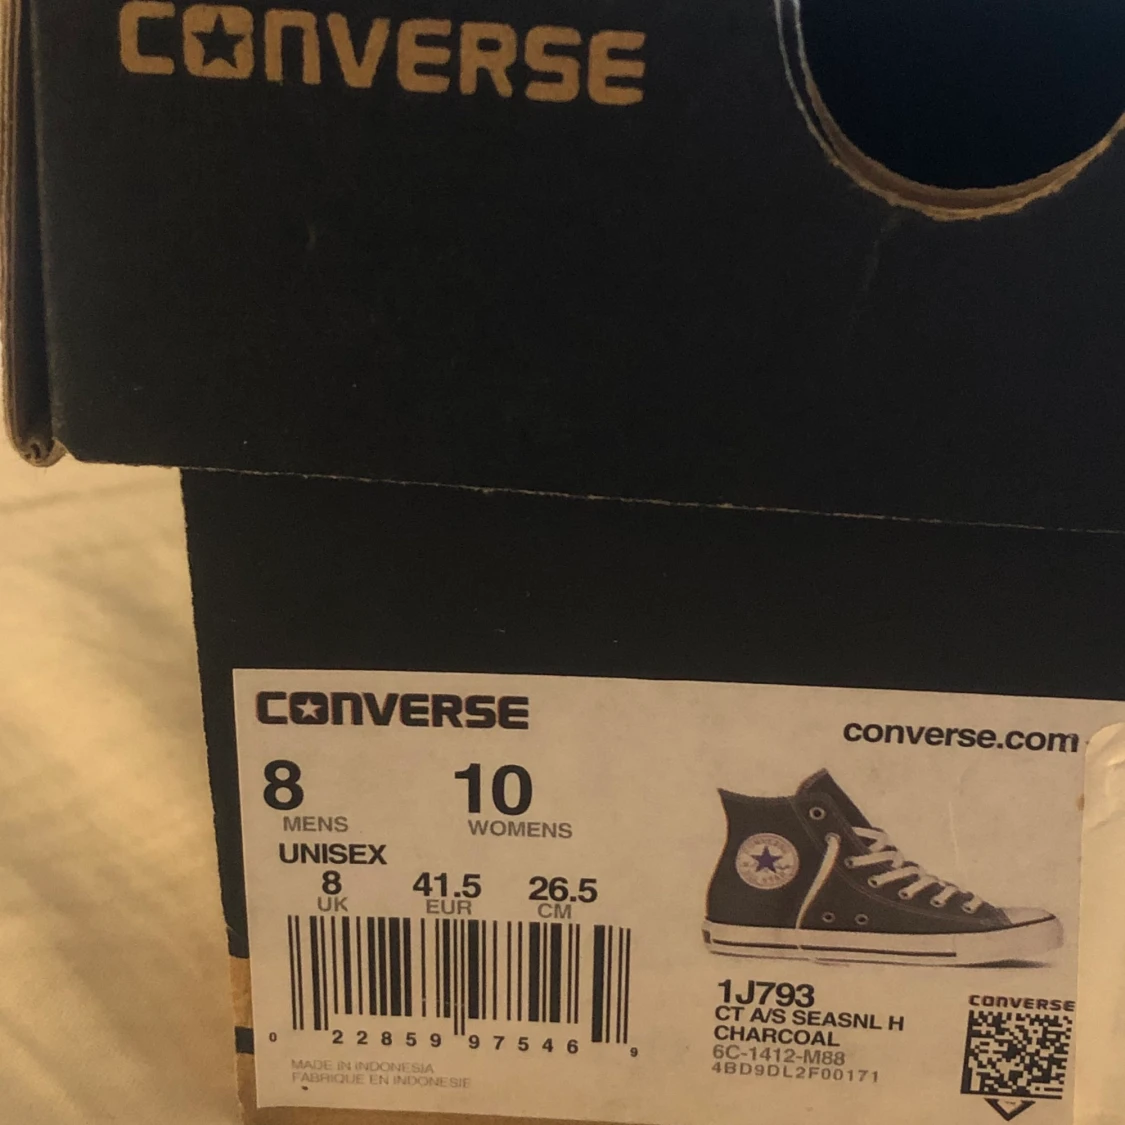 CONVERSE
CONVERSE
converse.com
8 10
MENS WOMENS
UNISEX
8 41.5 26.5
UK EUR CM
0 22859 97546 9
MADE IN INDONESIA
FABRIQUE EN INDONESIE
1J793
CT A/S SEASNL H
CHARCOAL
6C-1412-M88
4BD9DL2F00171
CONVERSE